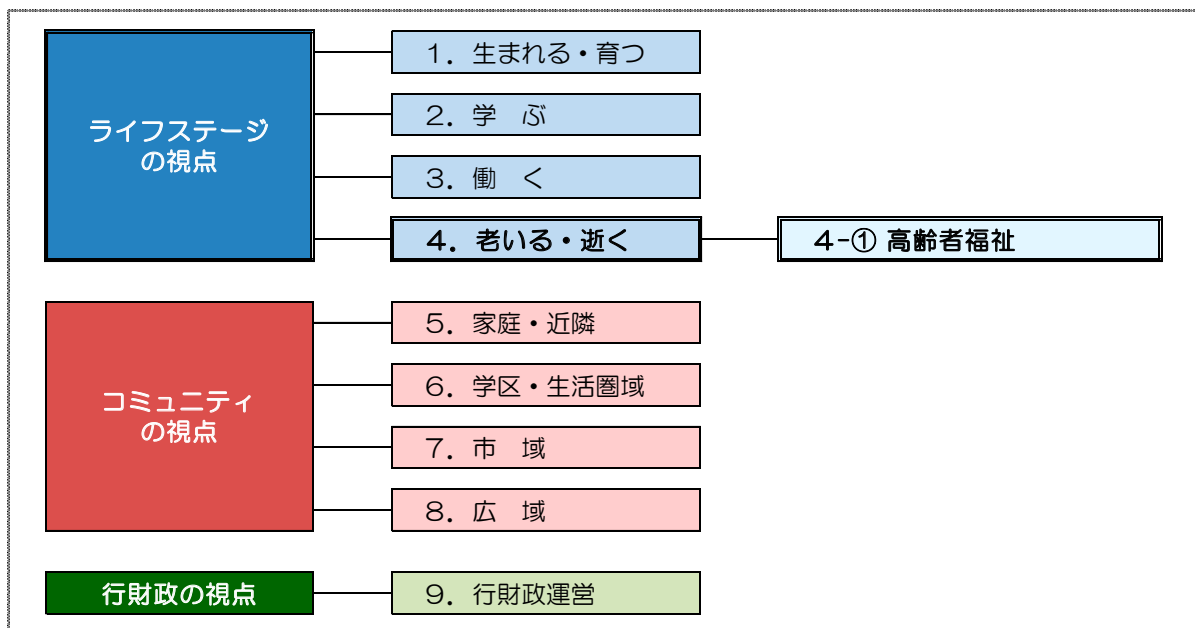 ライフステージ
の視点
１．生まれる・育つ
２．学　ぶ
３．働　く
４．老いる・逝く
４-① 高齢者福祉
コミュニティ
の視点
５．家庭・近隣
６．学区・生活圏域
７．市　域
８．広　域
行財政の視点
９．行財政運営